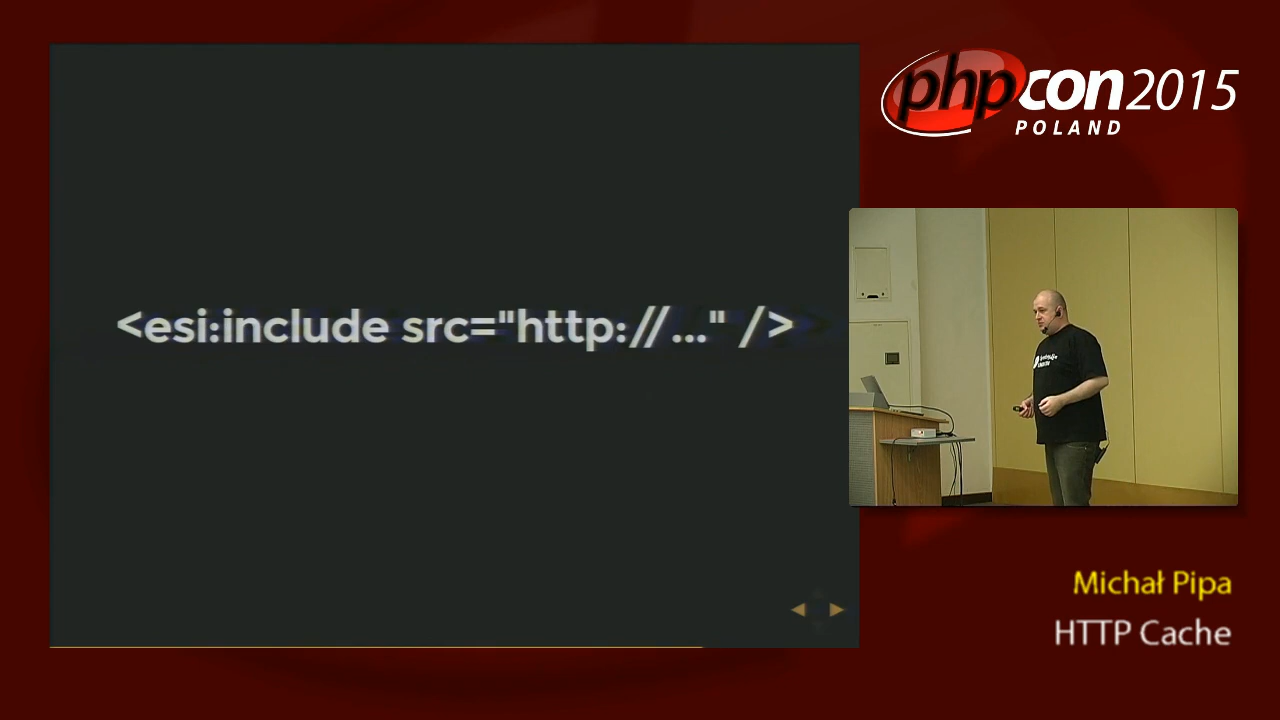 <esi:include src="http://..." />
phpcon2015
POLAND
Michał Pipa
HTTP Cache